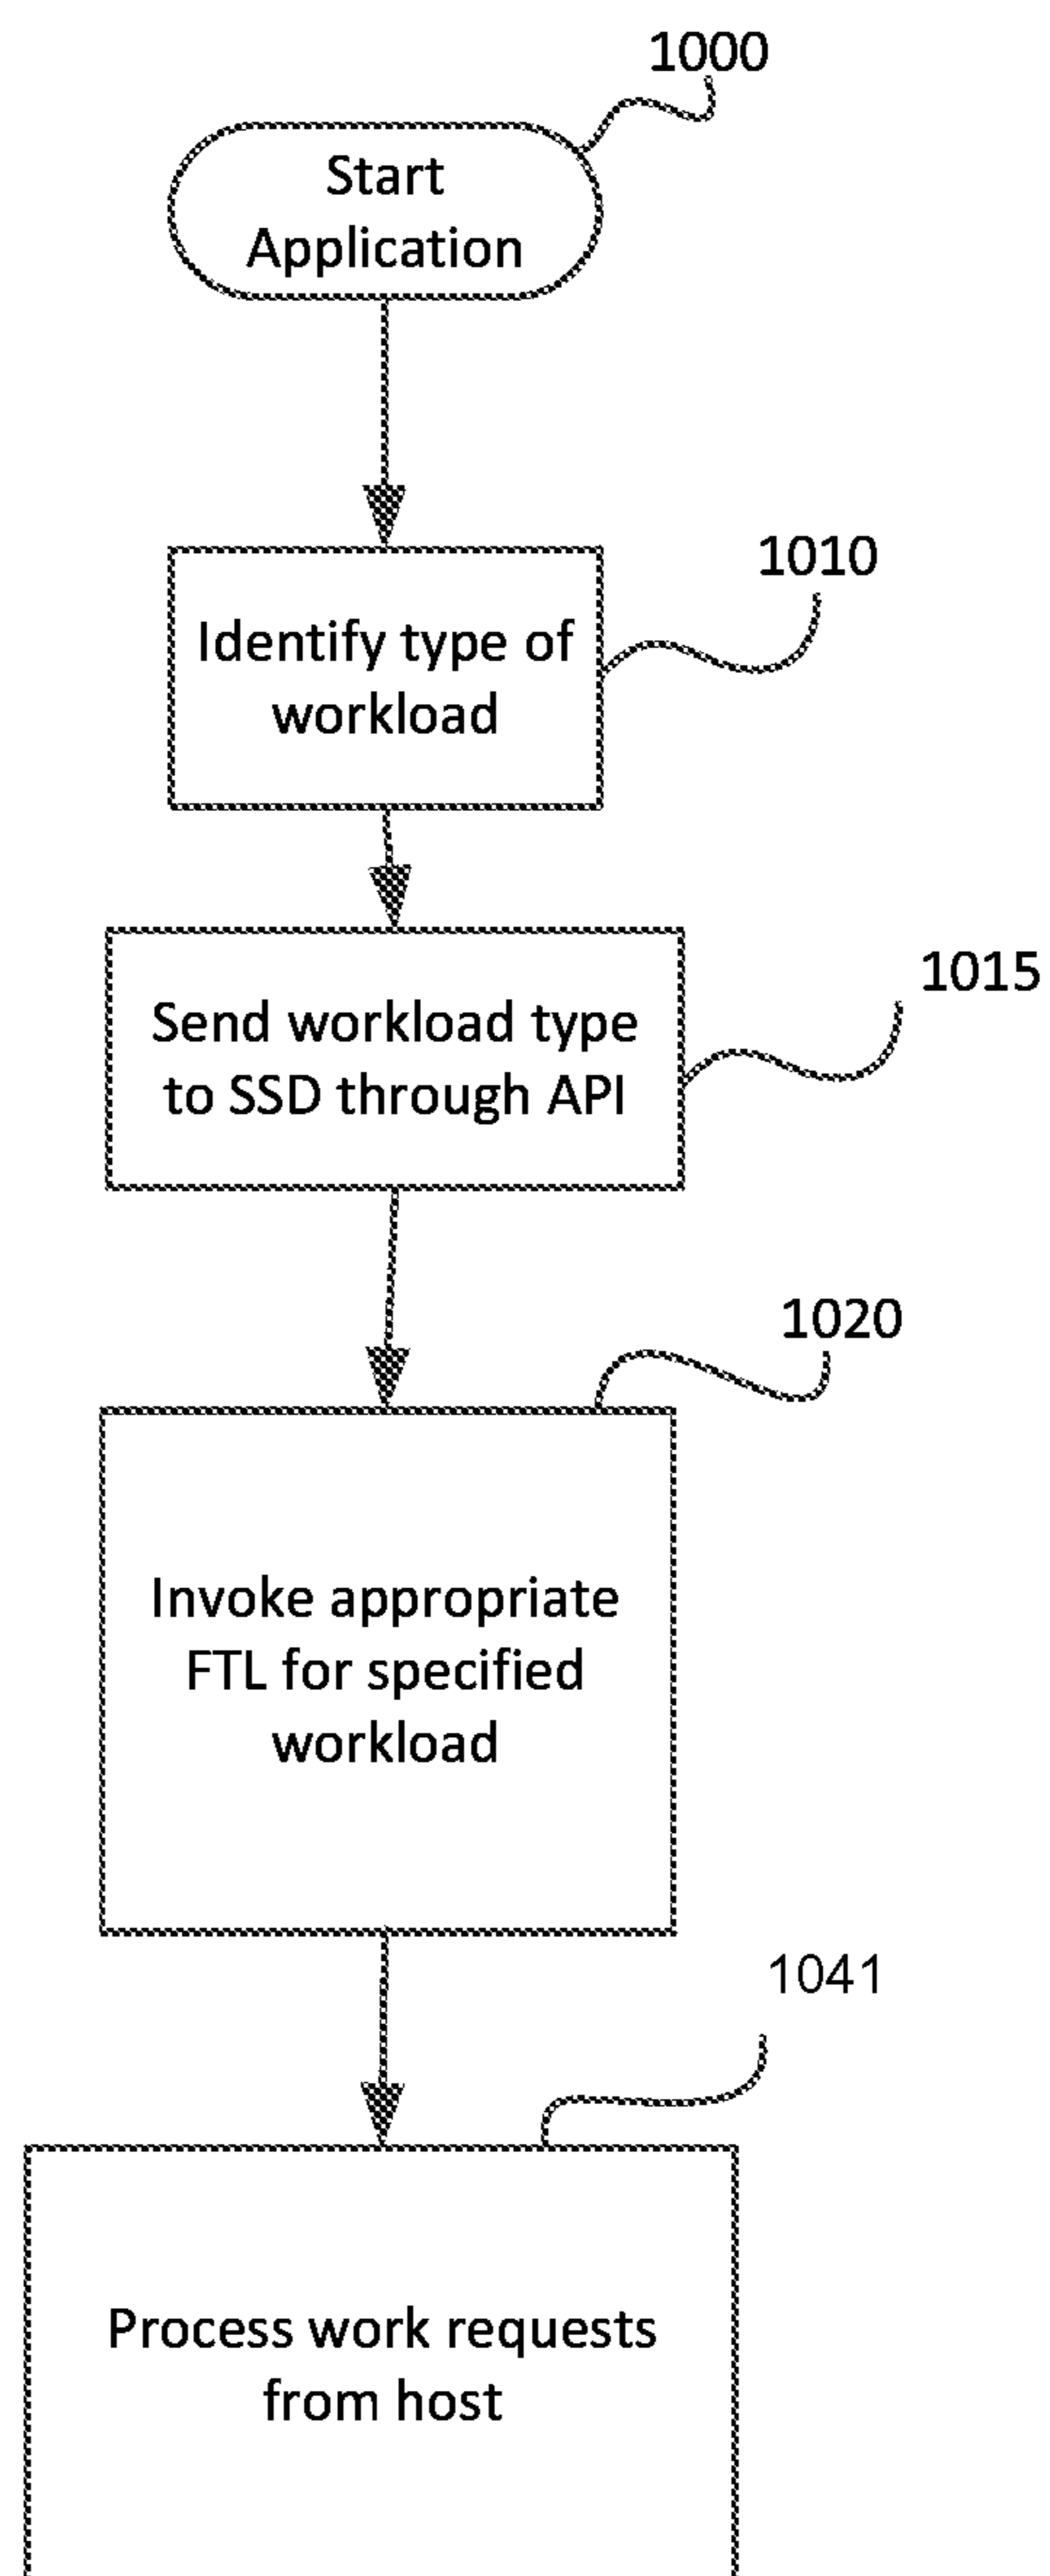 1000
Start
Application
1010
Identify type of
workload
1015
Send workload type
to SSD through API
1020
Invoke appropriate
FTL for specified
workload
1041
Process work requests
from host